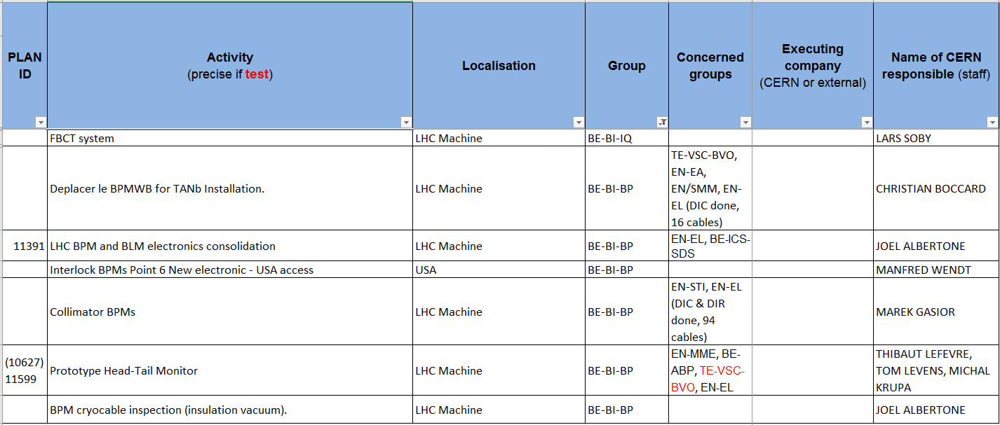 PLAN ID
Activity
(precise if test)
Localisation
Group
Concerned groups
Executing company
(CERN or external)
Name of CERN responsible (staff)
FBCT system
LHC Machine
BE-BI-IQ
LARS SOBY
Deplacer le BPMWB for TANb Installation.
LHC Machine
BE-BI-BP
TE-VSC-BVO,
EN-EA,
EN/SMM, EN-
EL (DIC done,
16 cables)
CHRISTIAN BOCCARD
11391
LHC BPM and BLM electronics consolidation
LHC Machine
BE-BI-BP
EN-EL, BE-ICS-
SDS
JOEL ALBERTONE
Interlock BPMs Point 6 New electronic - USA access
USA
BE-BI-BP
MANFRED WENDT
Collimator BPMs
LHC Machine
BE-BI-BP
EN-STI, EN-EL
(DIC & DIR
done, 94
cables)
MAREK GASIOR
(10627)
11599
Prototype Head-Tail Monitor
LHC Machine
BE-BI-BP
EN-MME, BE-
ABP, TE-VSC-
BVO, EN-EL
THIBAUT LEFEVRE,
TOM LEVENS, MICHAL
KRUPA
BPM cryocable inspection (insulation vacuum).
LHC Machine
BE-BI-BP
JOEL ALBERTONE